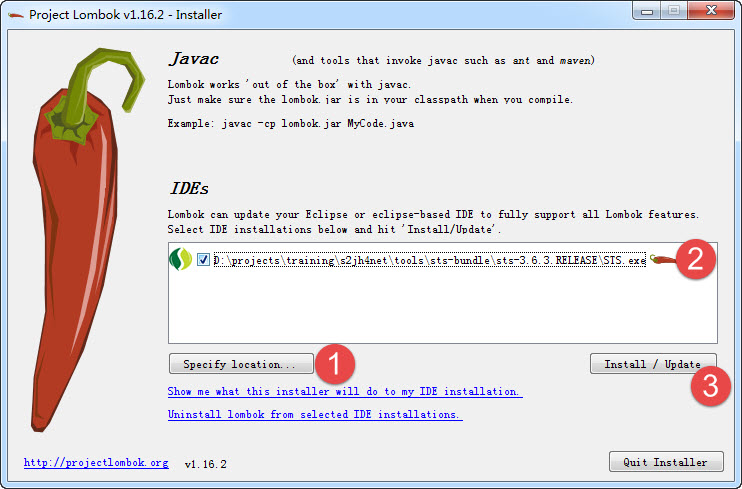 Project Lombok v1.16.2 - Installer
Javac (and tools that invoke javac such as ant and maven)
Lombok works 'out of the box' with javac.
Just make sure the lombok.jar is in your classpath when you compile.
Example: javac -cp lombok.jar MyCode.java
IDEs
Lombok can update your Eclipse or eclipse-based IDE to fully support all Lombok features.
Select IDE installations below and hit 'Install/Update'.
D:\projects\training\s2jh4net\tools\sts-bundle\sts-3.6.3.RELEASE\STS.exe 2
Specify location... 1 Install / Update 3
Show me what this installer will do to my IDE installation.
Uninstall lombok from selected IDE installations.
http://projectlombok.org v1.16.2 Quit Installer